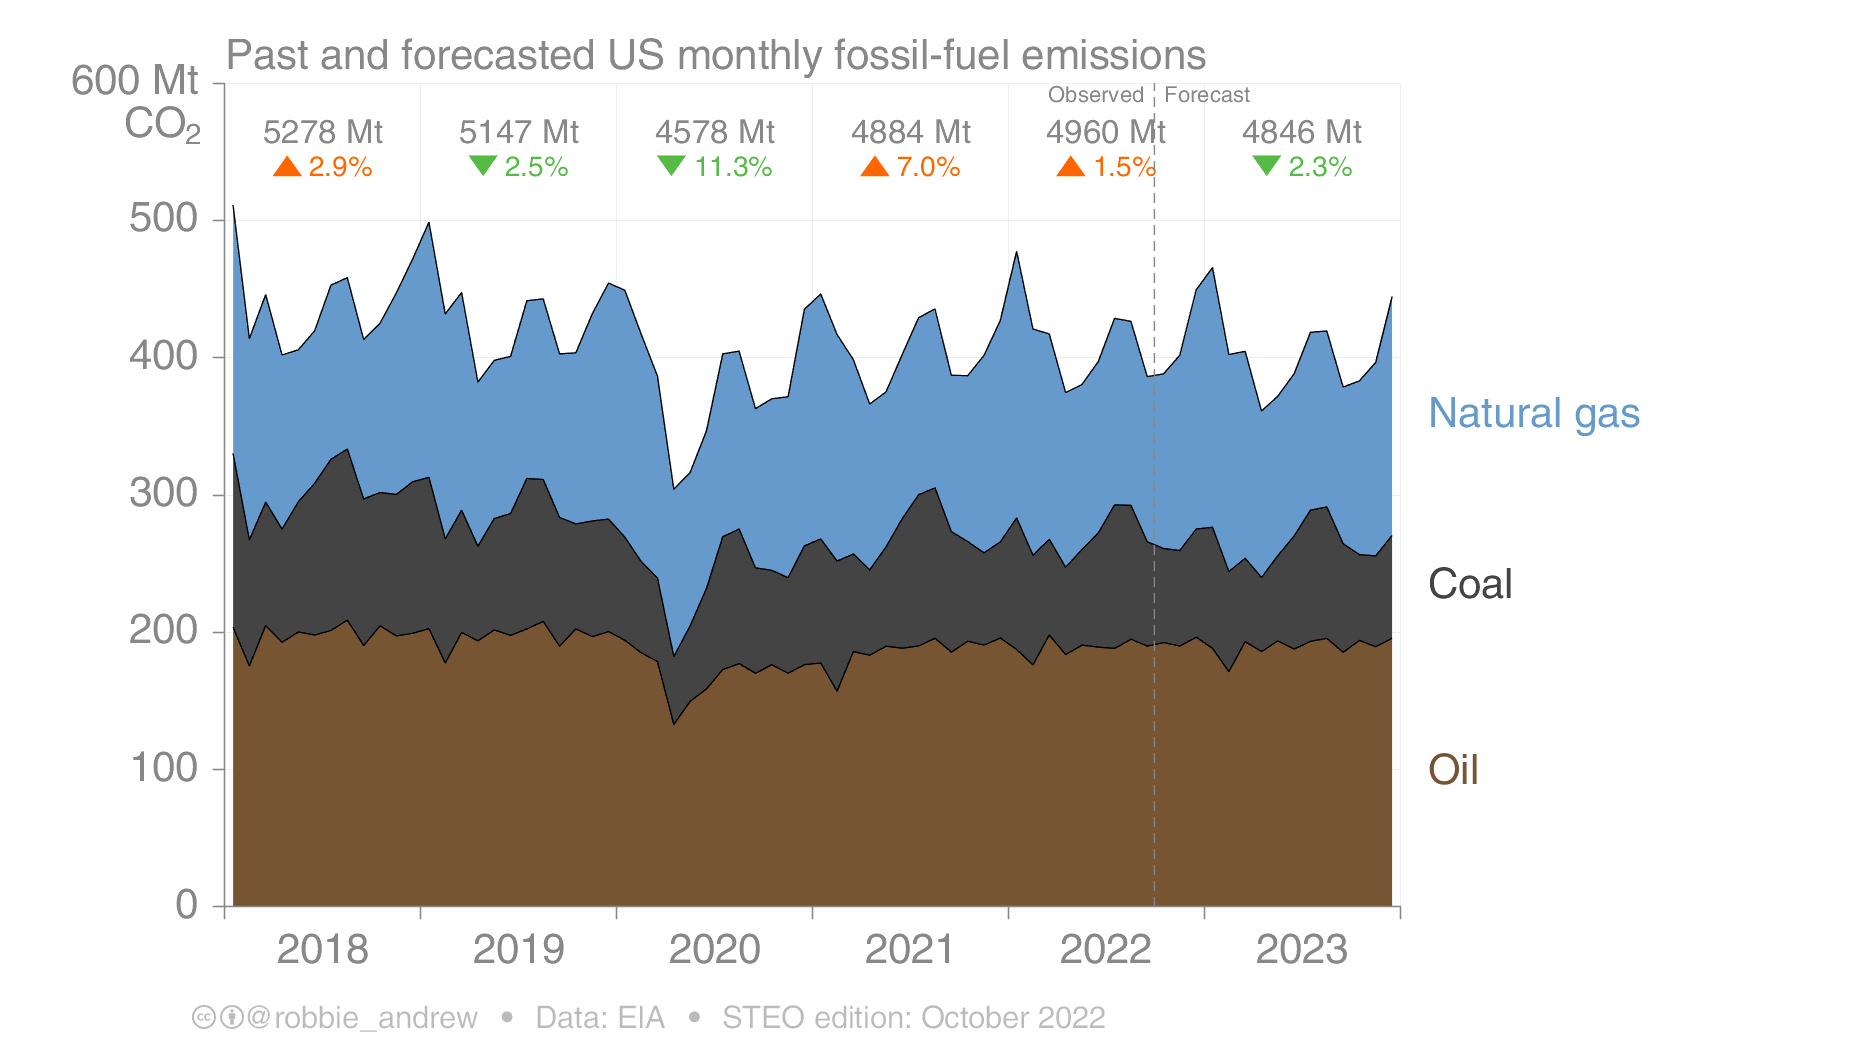 Past and forecasted US monthly fossil-fuel emissions
600 Mt
CO₂
Observed Forecast
5278 Mt 5147 Mt 4578 Mt 4884 Mt 4960 Mt 4846 Mt
▲ 2.9% ▼ 2.5% ▼ 11.3% ▲ 7.0% ▲ 1.5% ▼ 2.3%
500
400
300
200
100
0
Natural gas
Coal
Oil
2018 2019 2020 2021 2022 2023
@robbie_andrew • Data: EIA • STEO edition: October 2022